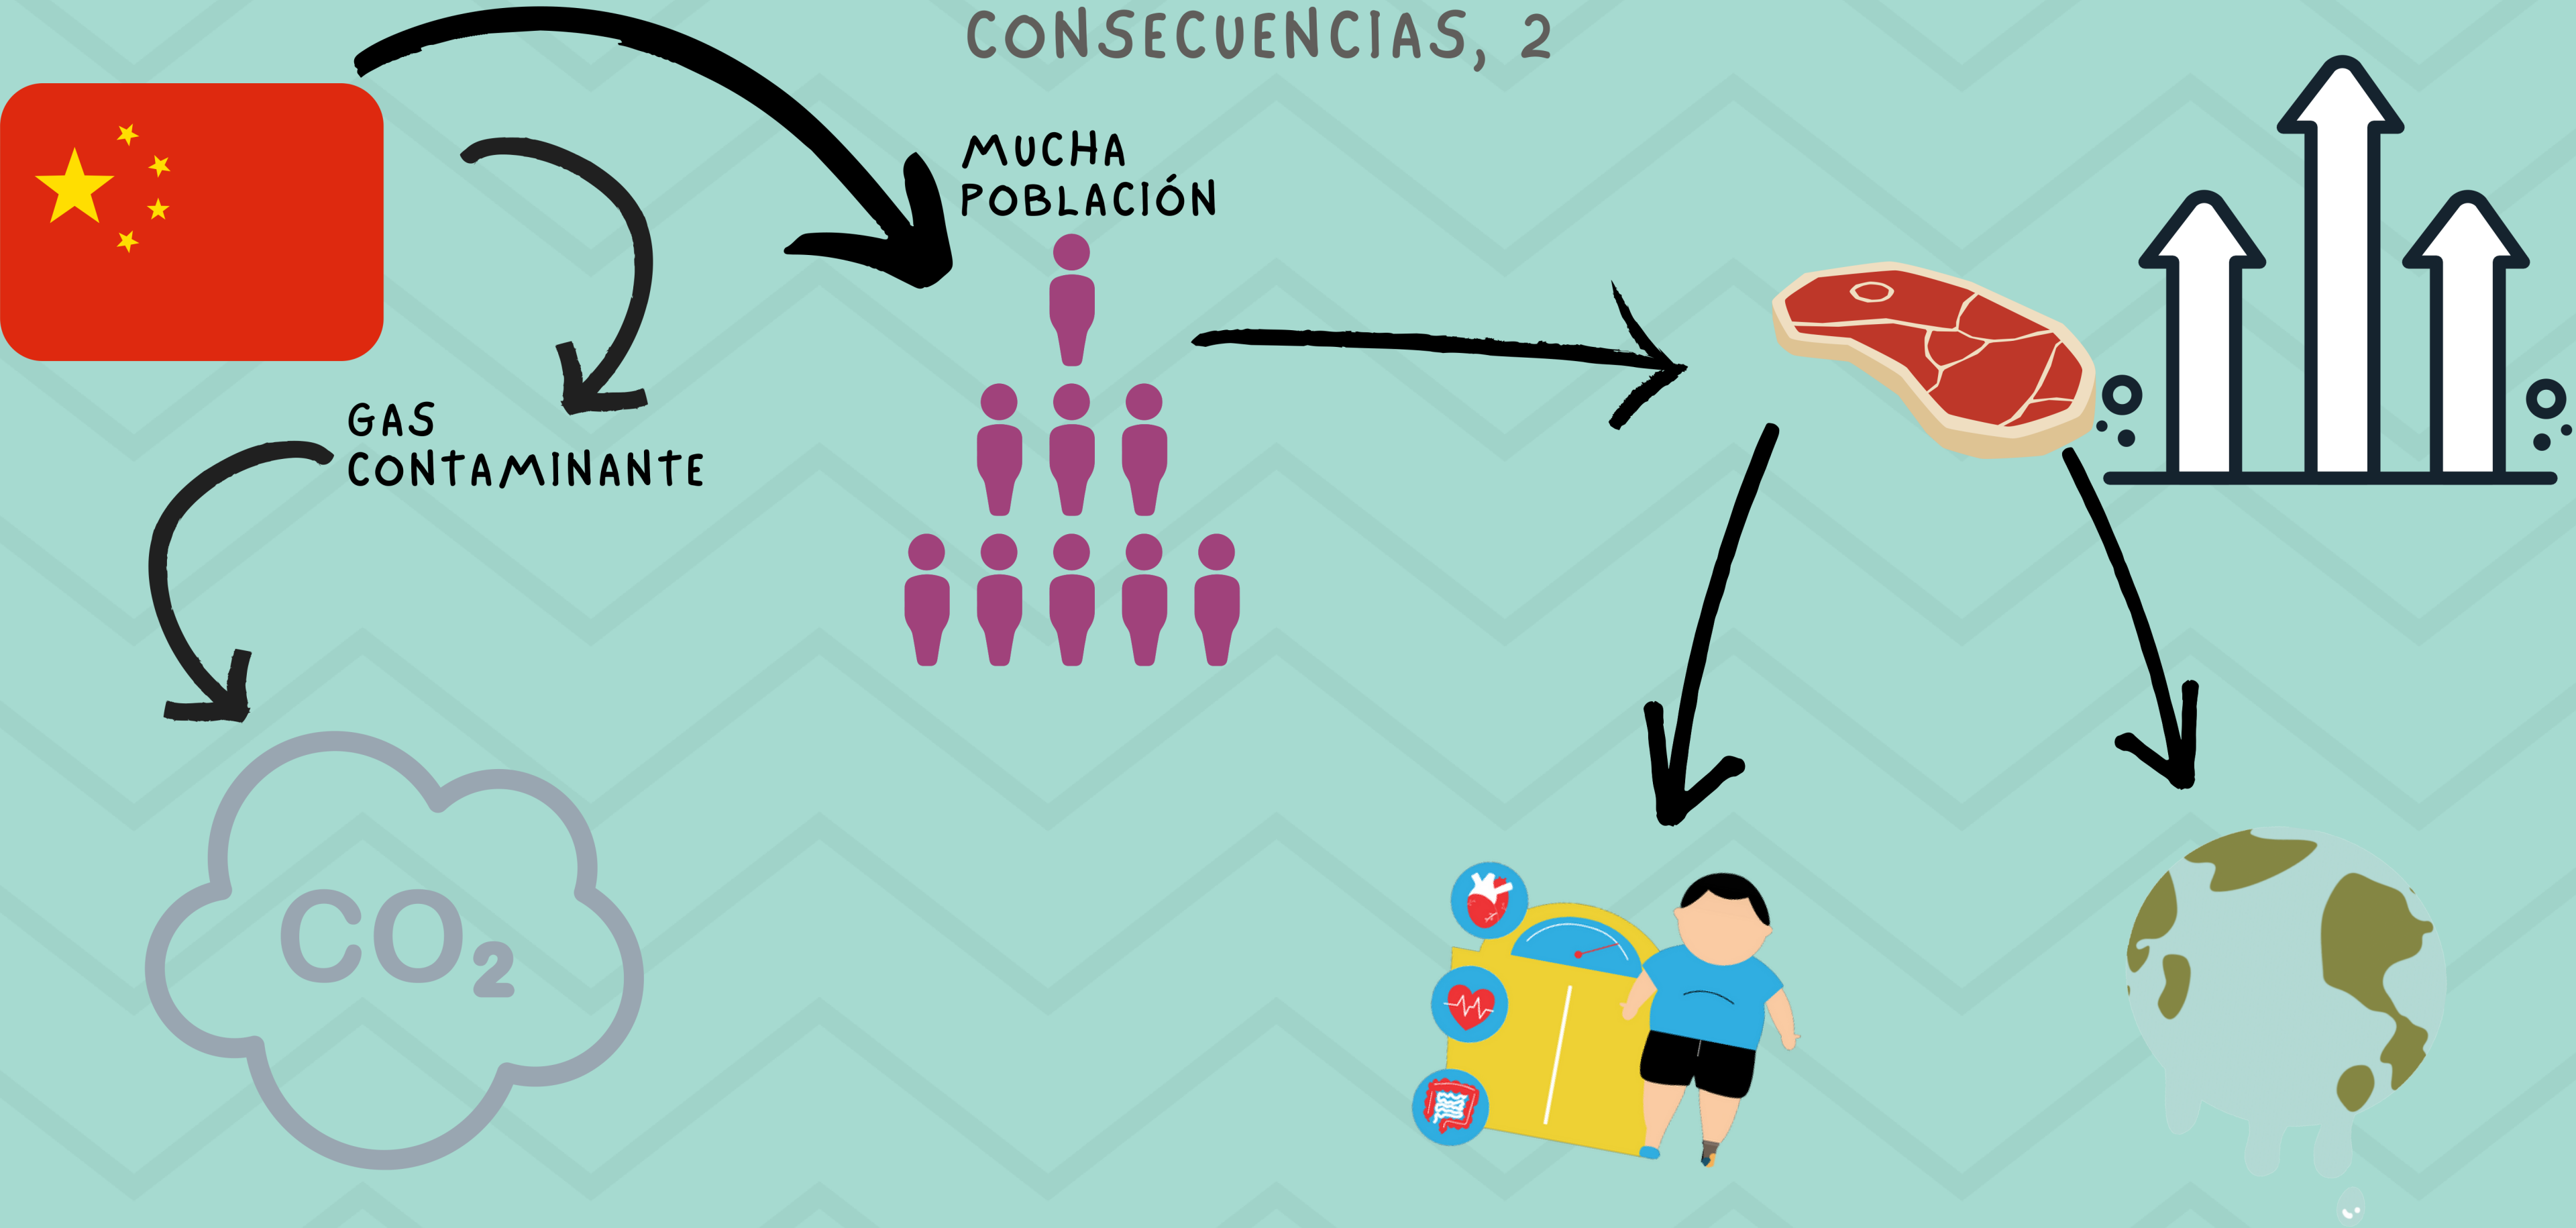 CONSECUENCIAS, 2
MUCHA
POBLACIÓN
GAS
CONTAMINANTE
CO₂